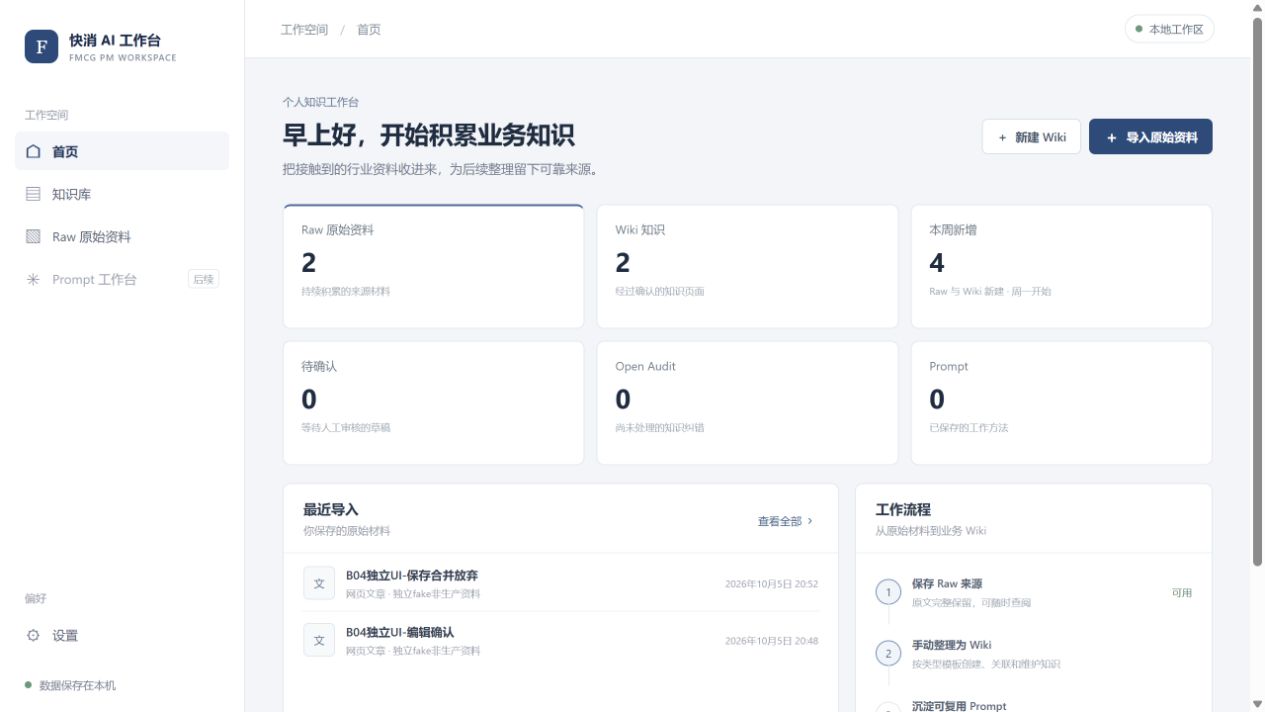 F
快消 AI 工作台
FMCG PM WORKSPACE
工作空间
首页
知识库
Raw 原始资料
Prompt 工作台
后续
偏好
设置
数据保存在本机
工作空间 / 首页
本地工作区
个人知识工作台
早上好，开始积累业务知识
把接触到的行业资料收进来，为后续整理留下可靠来源。
+ 新建 Wiki
+ 导入原始资料
Raw 原始资料
2
持续积累的来源材料
Wiki 知识
2
经过确认的知识页面
本周新增
4
Raw 与 Wiki 新建 · 周一开始
待确认
0
等待人工审核的草稿
Open Audit
0
尚未处理的知识纠错
Prompt
0
已保存的工作方法
最近导入
你保存的原始材料
查看全部 ›
文
B04独立UI-保存合并放弃
网页文章 · 独立fake非生产资料
2026年10月5日 20:52
文
B04独立UI-编辑确认
网页文章 · 独立fake非生产资料
2026年10月5日 20:48
工作流程
从原始材料到业务 Wiki
1
保存 Raw 来源
原文完整保留，可随时查阅
可用
2
手动整理为 Wiki
按类型模板创建、关联和维护知识
沉淀可复用 Prompt